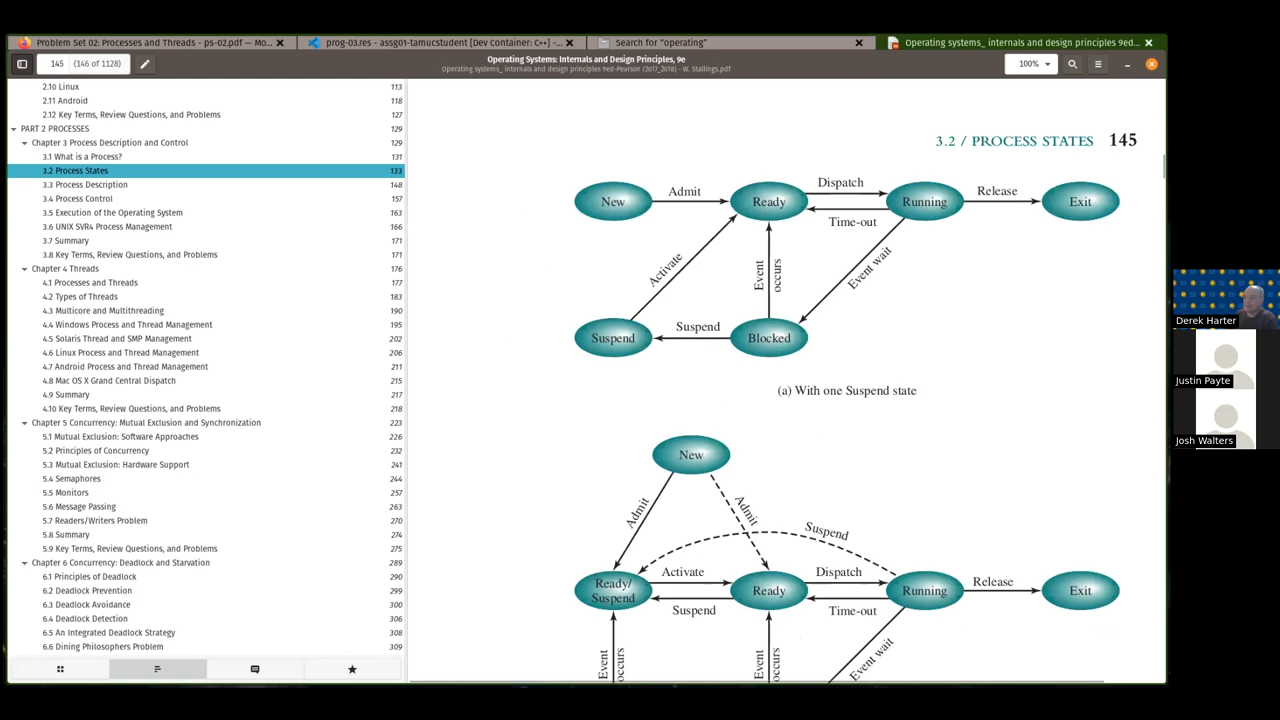 Problem Set 02: Processes and Threads - ps-02.pdf — Mo...
prog-03.res - assg01-tamucstudent [Dev Container: C++] -...
Search for "operating"
Operating systems_ internals and design principles 9ed...
145 (146 of 1128)
Operating Systems: Internals and Design Principles, 9e
Operating systems_ internals and design principles 9ed-Pearson (2017_2018) - W. Stallings.pdf
100%
2.10 Linux 113
2.11 Android 118
2.12 Key Terms, Review Questions, and Problems 127
PART 2 PROCESSES 129
Chapter 3 Process Description and Control 129
3.1 What is a Process? 131
3.2 Process States 133
3.3 Process Description 148
3.4 Process Control 157
3.5 Execution of the Operating System 163
3.6 UNIX SVR4 Process Management 166
3.7 Summary 171
3.8 Key Terms, Review Questions, and Problems 171
Chapter 4 Threads 176
4.1 Processes and Threads 177
4.2 Types of Threads 183
4.3 Multicore and Multithreading 190
4.4 Windows Process and Thread Management 195
4.5 Solaris Thread and SMP Management 202
4.6 Linux Process and Thread Management 206
4.7 Android Process and Thread Management 211
4.8 Mac OS X Grand Central Dispatch 215
4.9 Summary 217
4.10 Key Terms, Review Questions, and Problems 218
Chapter 5 Concurrency: Mutual Exclusion and Synchronization 223
5.1 Mutual Exclusion: Software Approaches 226
5.2 Principles of Concurrency 232
5.3 Mutual Exclusion: Hardware Support 241
5.4 Semaphores 244
5.5 Monitors 257
5.6 Message Passing 263
5.7 Readers/Writers Problem 270
5.8 Summary 274
5.9 Key Terms, Review Questions, and Problems 275
Chapter 6 Concurrency: Deadlock and Starvation 289
6.1 Principles of Deadlock 290
6.2 Deadlock Prevention 299
6.3 Deadlock Avoidance 300
6.4 Deadlock Detection 306
6.5 An Integrated Deadlock Strategy 308
6.6 Dining Philosophers Problem 309
3.2 / PROCESS STATES 145
New
Admit
Ready
Dispatch
Time-out
Running
Release
Exit
Activate
Event
occurs
Event wait
Suspend
Suspend
Blocked
(a) With one Suspend state
New
Admit
Admit
Suspend
Ready/
Suspend
Activate
Suspend
Ready
Dispatch
Time-out
Running
Release
Exit
Event
occurs
Event
occurs
Event wait
Derek Harter
Justin Payte
Josh Walters